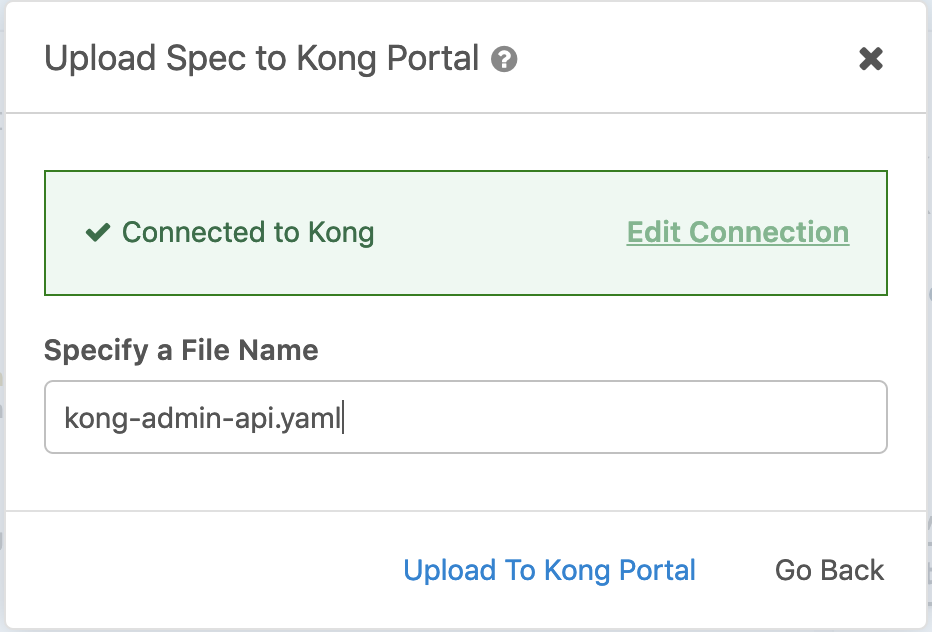 Upload Spec to Kong Portal ?
Connected to Kong
Edit Connection
Specify a File Name
kong-admin-api.yaml
Upload To Kong Portal
Go Back